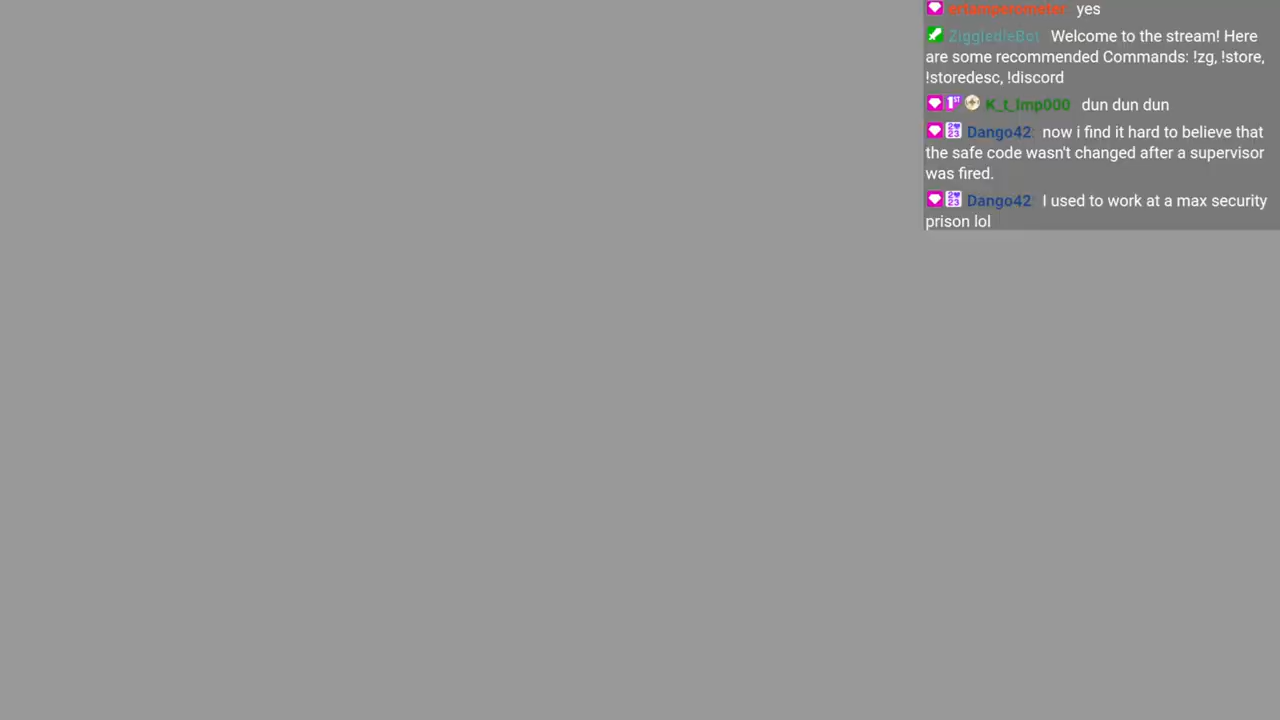 ertamperometer yes
ZiggledieBot Welcome to the stream! Here
are some recommended Commands: !zg, !store,
!storedesc, !discord
K_t_Imp000 dun dun dun
Dango42: now i find it hard to believe that
the safe code wasn't changed after a supervisor
was fired.
Dango42: I used to work at a max security
prison lol